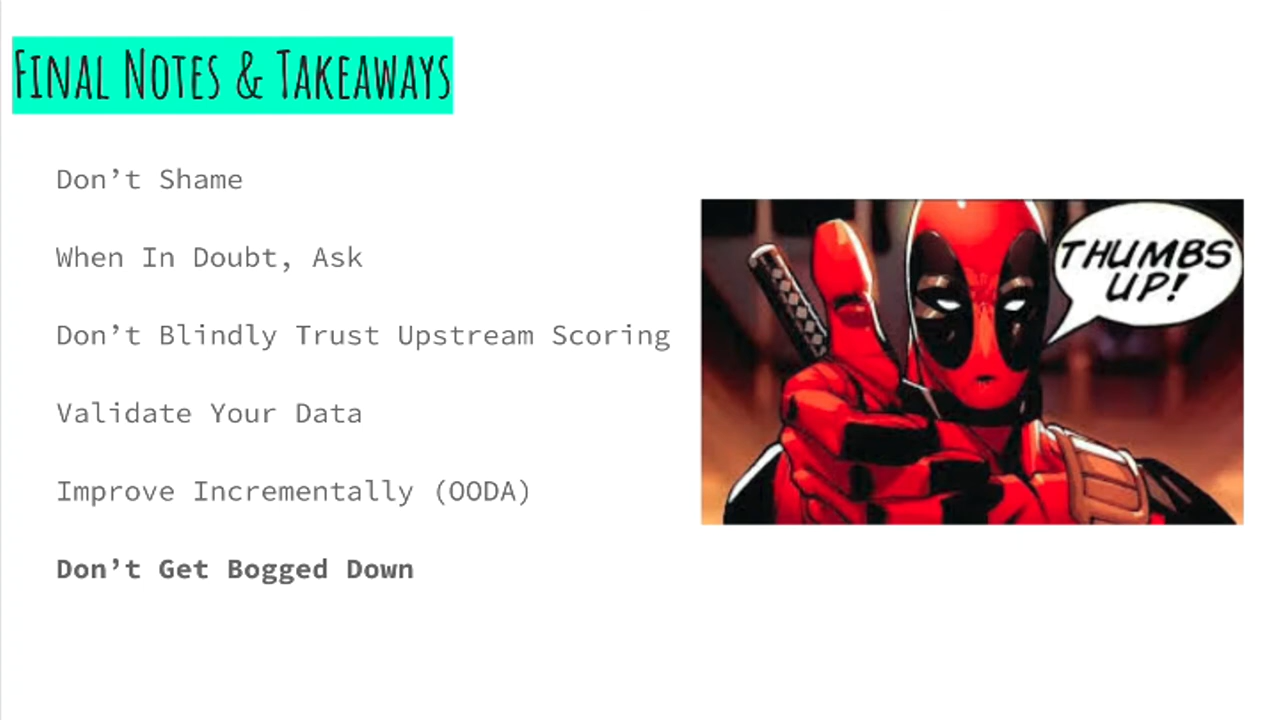 Final Notes & Takeaways
Don’t Shame
When In Doubt, Ask
Don’t Blindly Trust Upstream Scoring
Validate Your Data
Improve Incrementally (OODA)
Don’t Get Bogged Down
THUMBS
UP!